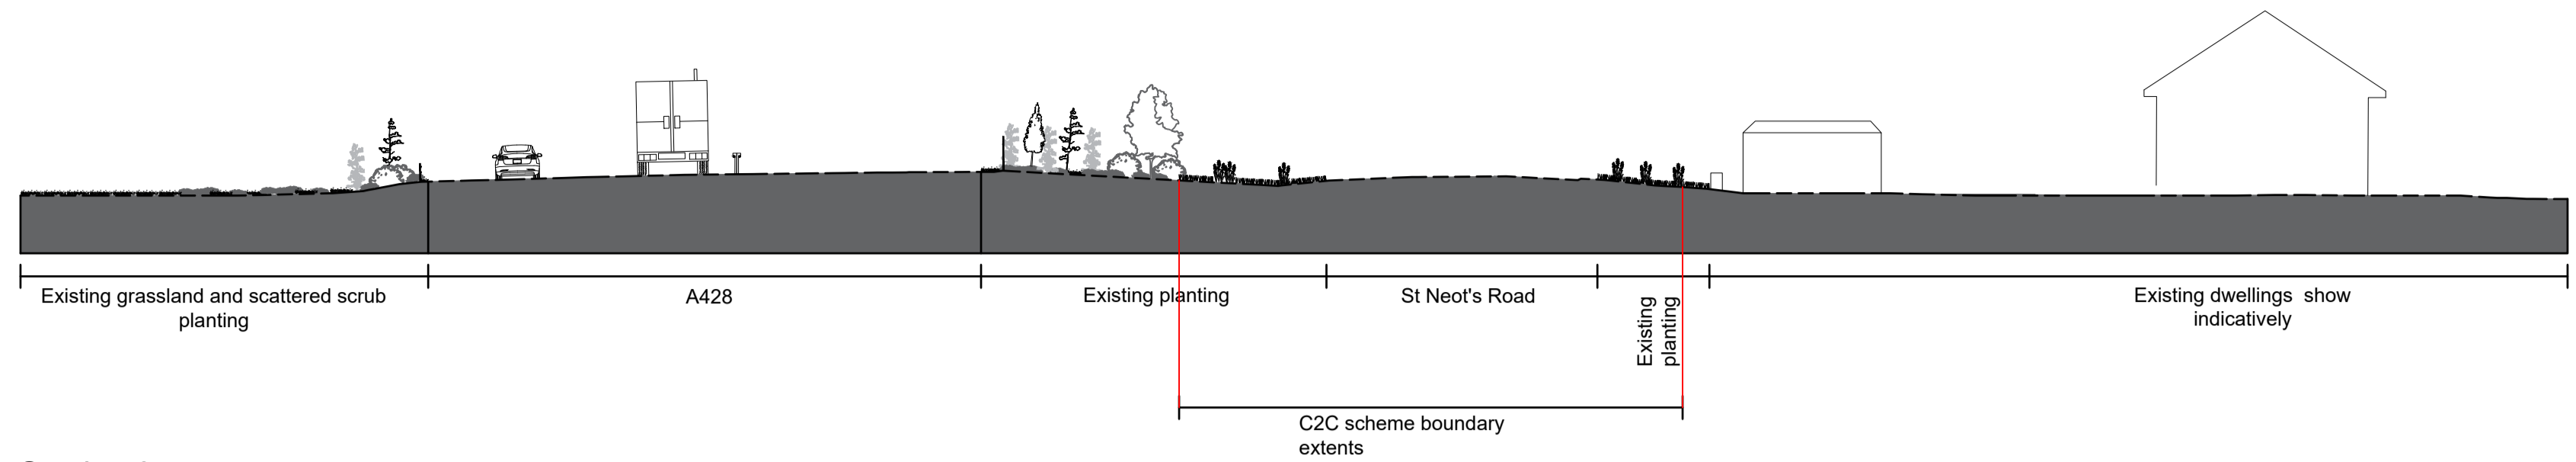 Existing grassland and scattered scrub
planting
A428
Existing planting
St Neot's Road
Existing
planting
Existing dwellings show
indicatively
C2C scheme boundary
extents